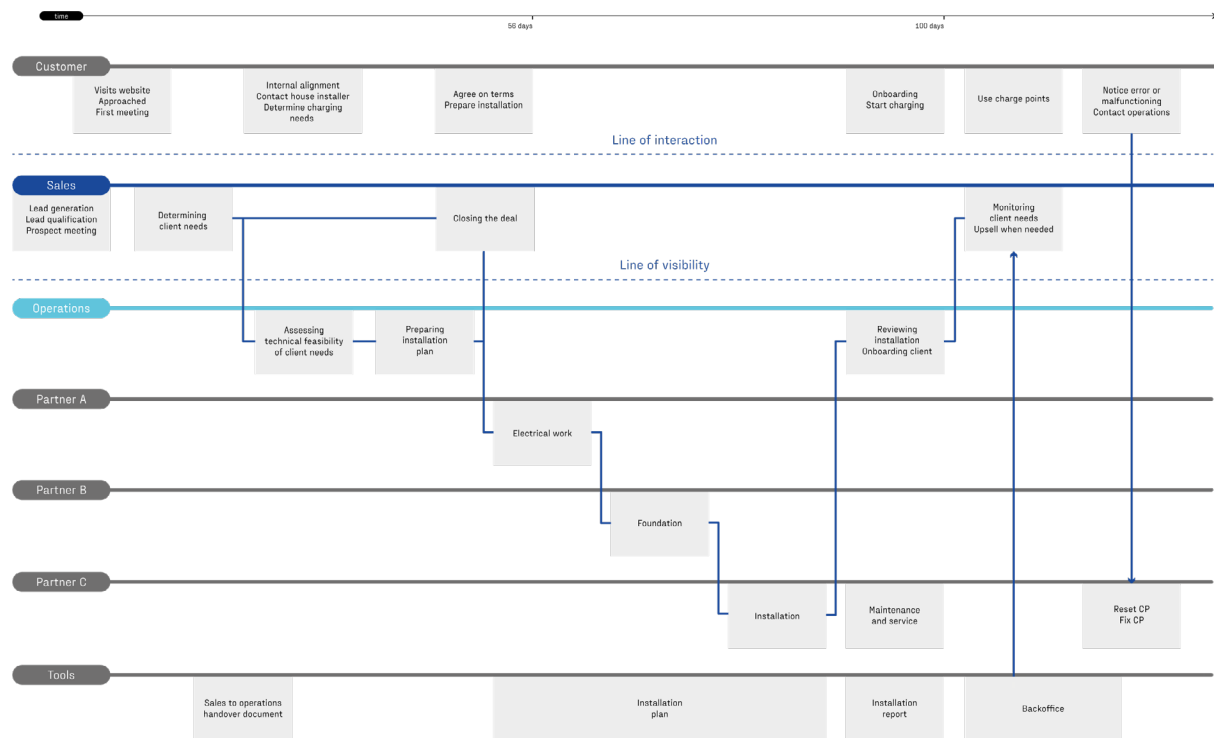 time
56 days
100 days
Customer
Visits website
Approached
First meeting
Internal alignment
Contact house installer
Determine charging
needs
Agree on terms
Prepare installation
Onboarding
Start charging
Use charge points
Notice error or
malfunctioning
Contact operations
Line of interaction
Sales
Lead generation
Lead qualification
Prospect meeting
Determining
client needs
Closing the deal
Monitoring
client needs
Upsell when needed
Line of visibility
Operations
Assessing
technical feasibility
of client needs
Preparing
installation
plan
Reviewing
installation
Onboarding client
Partner A
Electrical work
Partner B
Foundation
Partner C
Installation
Maintenance
and service
Reset CP
Fix CP
Tools
Sales to operations
handover document
Installation
plan
Installation
report
Backoffice